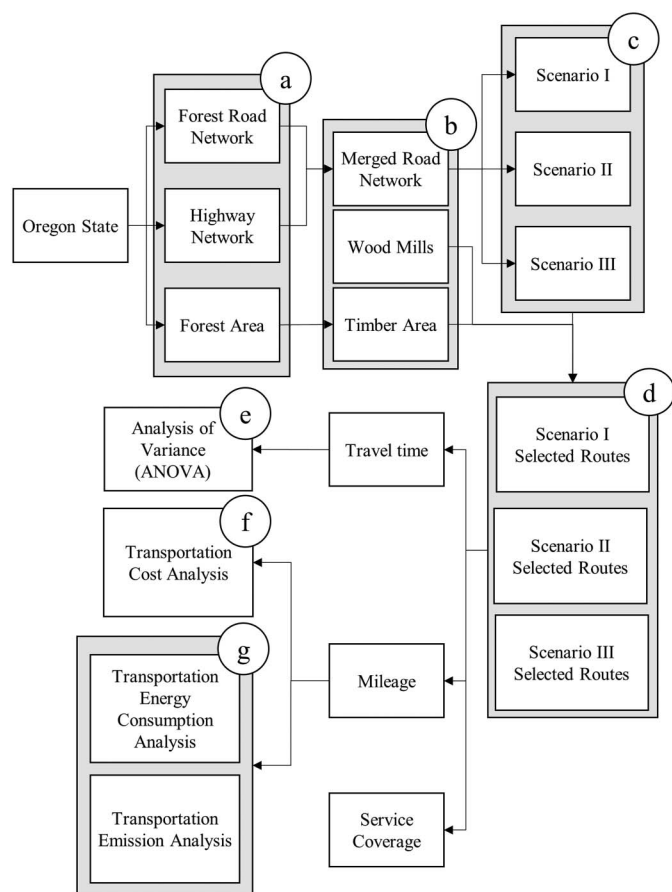 a
Forest Road
Network
Highway
Network
Forest Area
Oregon State
b
Merged Road
Network
Wood Mills
Timber Area
c
Scenario I
Scenario II
Scenario III
d
Scenario I
Selected Routes
Scenario II
Selected Routes
Scenario III
Selected Routes
e
Analysis of
Variance
(ANOVA)
Travel time
f
Transportation
Cost Analysis
Mileage
g
Transportation
Energy
Consumption
Analysis
Transportation
Emission Analysis
Service
Coverage